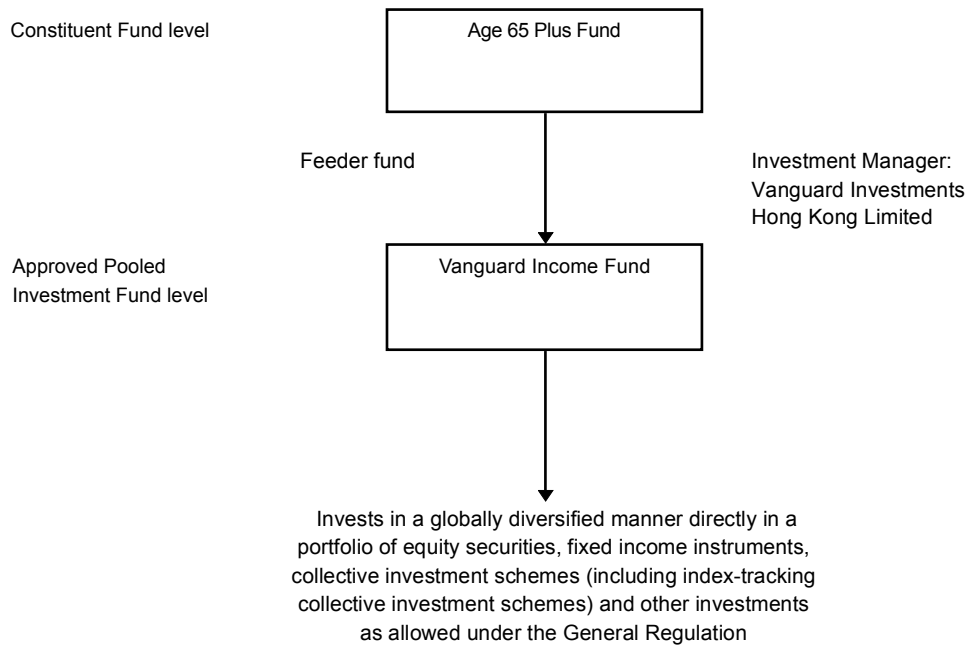 Constituent Fund level
Age 65 Plus Fund
Feeder fund
Investment Manager:
Vanguard Investments
Hong Kong Limited
Approved Pooled
Investment Fund level
Vanguard Income Fund
Invests in a globally diversified manner directly in a
portfolio of equity securities, fixed income instruments,
collective investment schemes (including index-tracking
collective investment schemes) and other investments
as allowed under the General Regulation